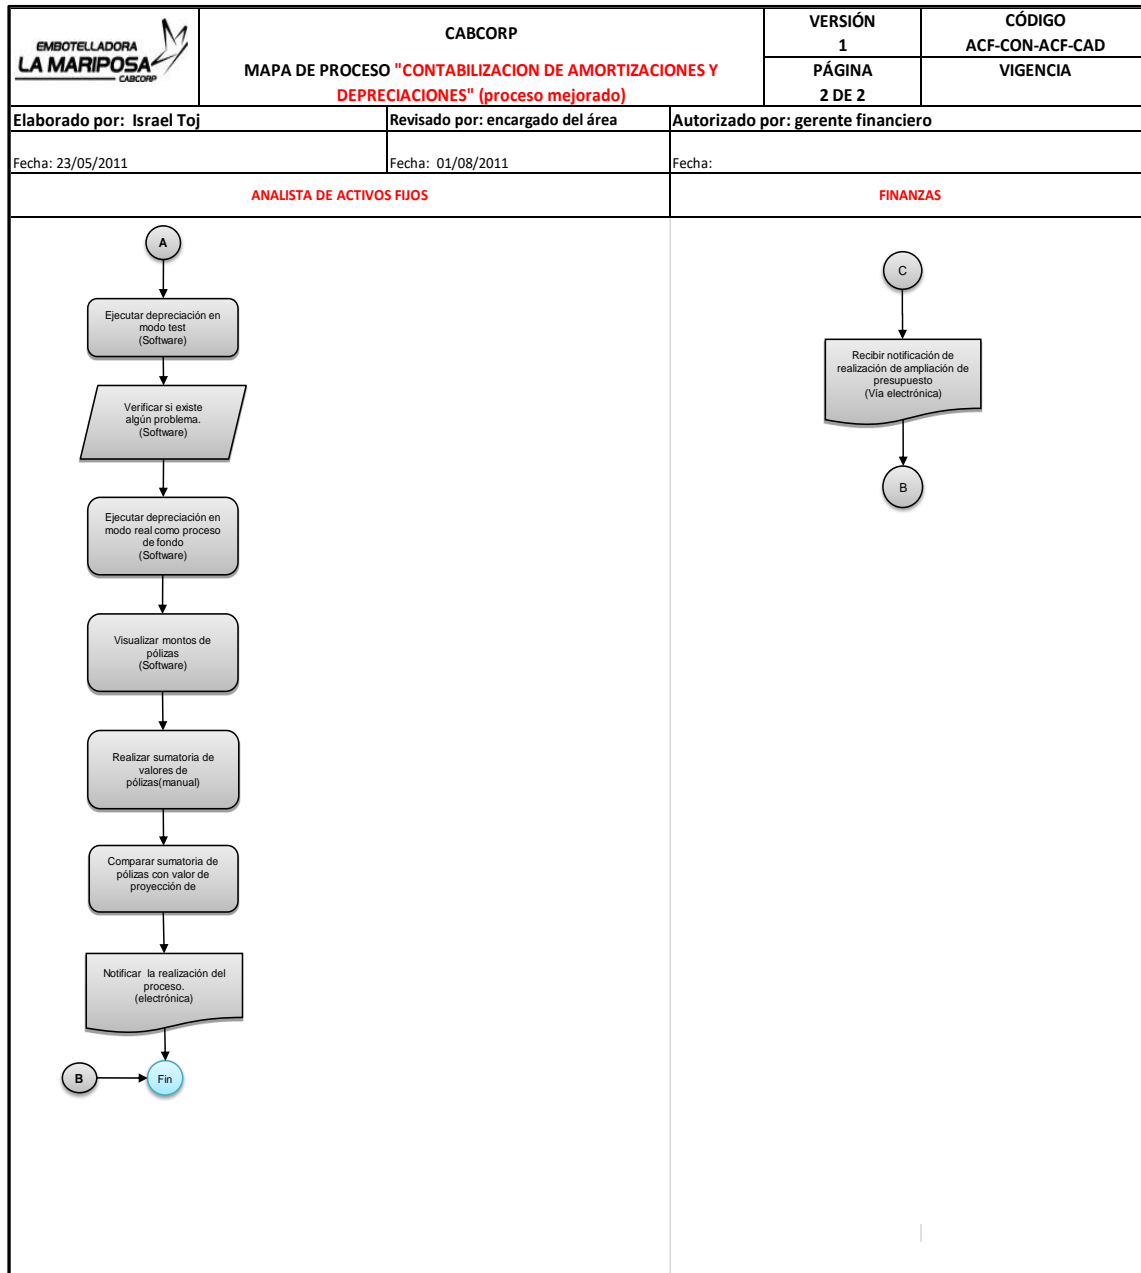 EMBOTELLADORA
LA MARIPOSA
CABCORP
CABCORP
MAPA DE PROCESO "CONTABILIZACION DE AMORTIZACIONES Y
DEPRECIACIONES" (proceso mejorado)
VERSIÓN
1
CÓDIGO
ACF-CON-ACF-CAD
PÁGINA
2 DE 2
VIGENCIA
Elaborado por: Israel Toj
Revisado por: encargado del área
Autorizado por: gerente financiero
Fecha: 23/05/2011
Fecha: 01/08/2011
Fecha:
ANALISTA DE ACTIVOS FIJOS
FINANZAS
A
Ejecutar depreciación en
modo test
(Software)
Verificar si existe
algún problema.
(Software)
Ejecutar depreciación en
modo real como proceso
de fondo
(Software)
Visualizar montos de
pólizas
(Software)
Realizar sumatoria de
valores de
pólizas(manual)
Comparar sumatoria de
pólizas con valor de
proyección de
Notificar la realización del
proceso.
(electrónica)
B
Fin
C
Recibir notificación de
realización de ampliación de
presupuesto
(Vía electrónica)
B